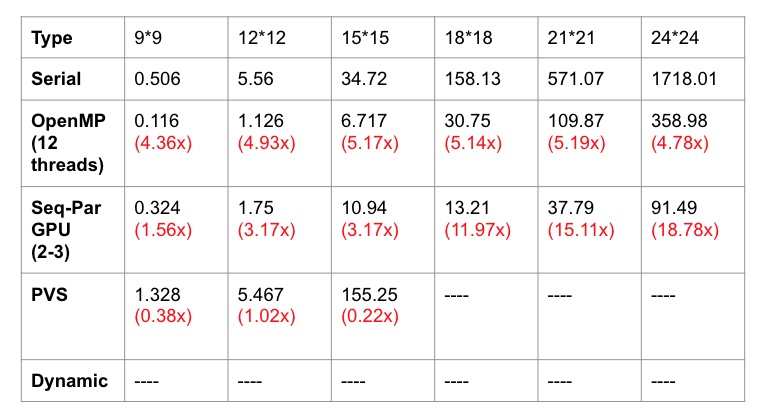 Type 9*9 12*12 15*15 18*18 21*21 24*24
Serial 0.506 5.56 34.72 158.13 571.07 1718.01
OpenMP 0.116 1.126 6.717 30.75 109.87 358.98
(12 (4.36x) (4.93x) (5.17x) (5.14x) (5.19x) (4.78x)
threads)
Seq-Par 0.324 1.75 10.94 13.21 37.79 91.49
GPU (1.56x) (3.17x) (3.17x) (11.97x) (15.11x) (18.78x)
(2-3)
PVS 1.328 5.467 155.25 ---- ---- ----
(0.38x) (1.02x) (0.22x)
Dynamic ---- ---- ---- ---- ---- ----